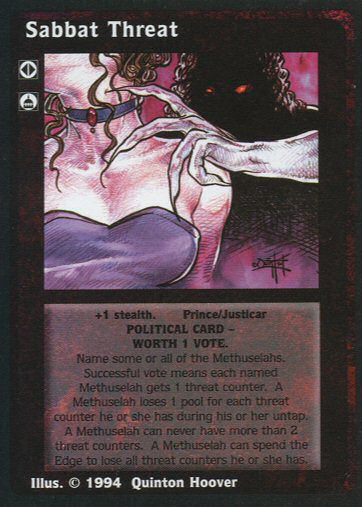 Sabbat Threat
+1 stealth. Prince/Justicar
POLITICAL CARD –
WORTH 1 VOTE.
Name some or all of the Methuselahs.
Successful vote means each named
Methuselah gets 1 threat counter. A
Methuselah loses 1 pool for each threat
counter he or she has during his or her untap.
A Methuselah can never have more than 2
threat counters. A Methuselah can spend the
Edge to lose all threat counters he or she has.
Illus. © 1994 Quinton Hoover